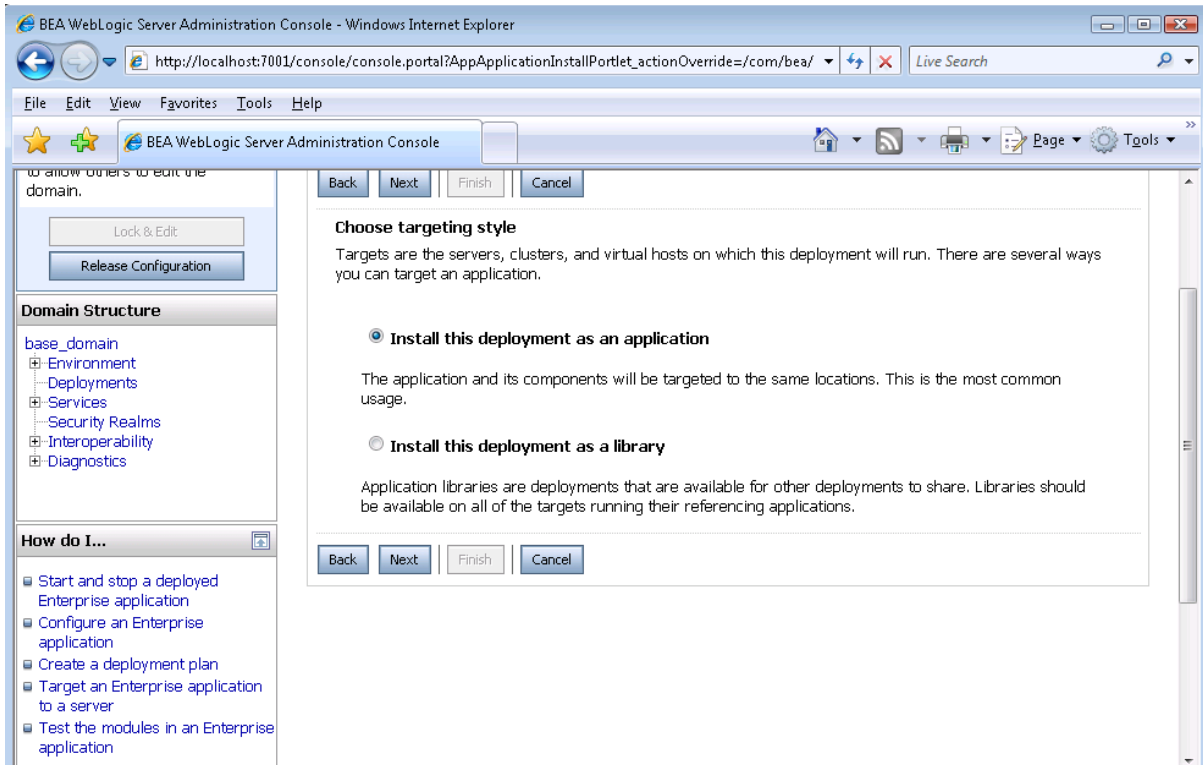 BEA WebLogic Server Administration Console - Windows Internet Explorer
http://localhost:7001/console/console.portal?AppApplicationInstallPortlet_actionOverride=/com/bea/
Live Search
File Edit View Favorites Tools Help
BEA WebLogic Server Administration Console
Page Tools
to allow others to edit the
domain.
Lock & Edit
Release Configuration
Domain Structure
base_domain
Environment
Deployments
Services
Security Realms
Interoperability
Diagnostics
How do I...
Start and stop a deployed
Enterprise application
Configure an Enterprise
application
Create a deployment plan
Target an Enterprise application
to a server
Test the modules in an Enterprise
application
Back Next Finish Cancel
Choose targeting style
Targets are the servers, clusters, and virtual hosts on which this deployment will run. There are several ways
you can target an application.
Install this deployment as an application
The application and its components will be targeted to the same locations. This is the most common
usage.
Install this deployment as a library
Application libraries are deployments that are available for other deployments to share. Libraries should
be available on all of the targets running their referencing applications.
Back Next Finish Cancel